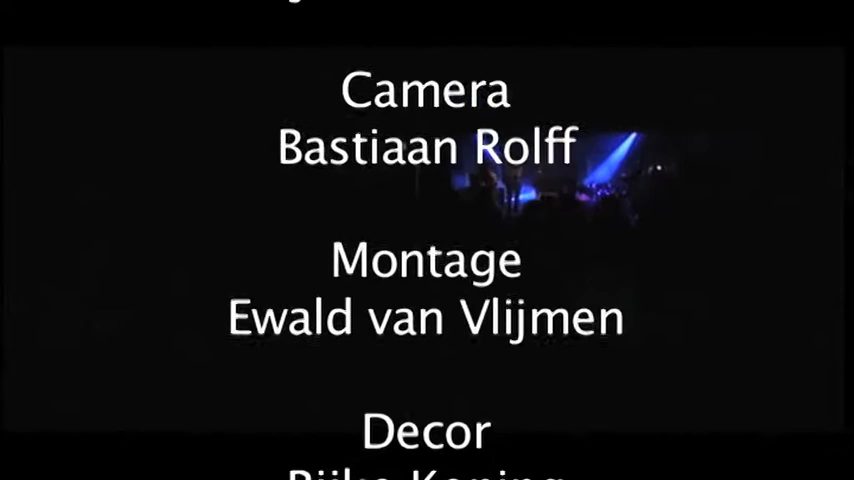 Camera
Bastiaan Rolff
Montage
Ewald van Vlijmen
Decor